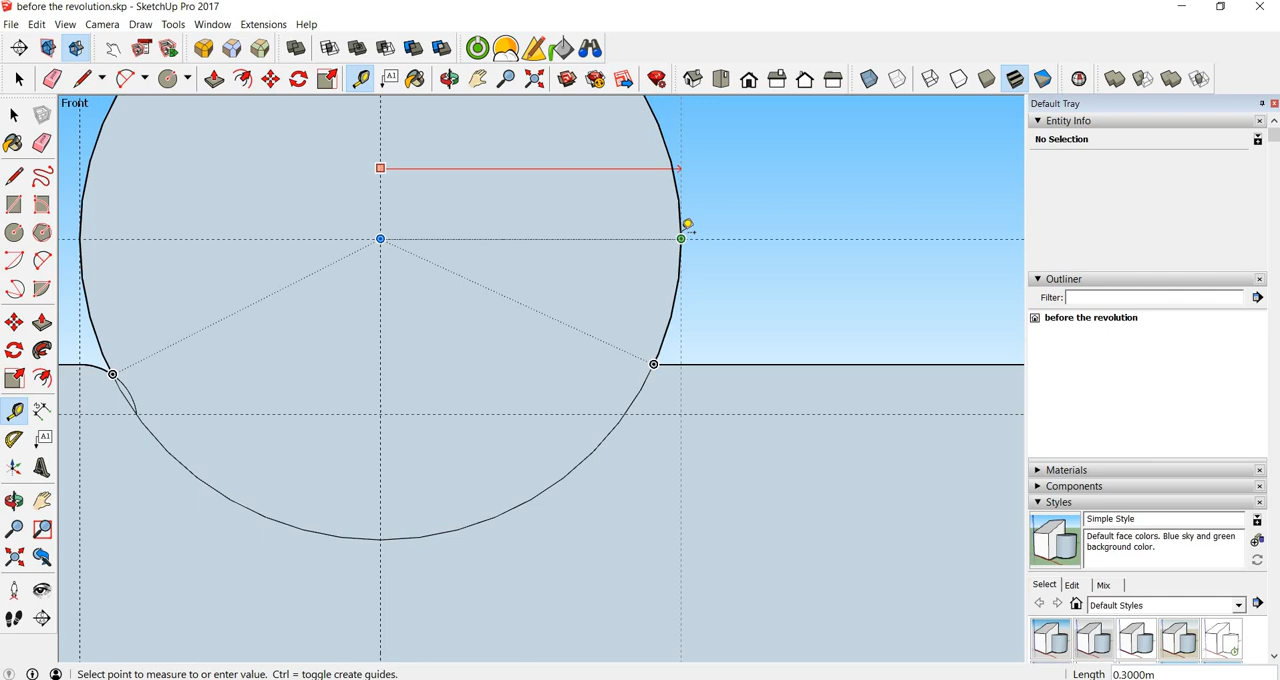 before the revolution.skp - SketchUp Pro 2017
File Edit View Camera Draw Tools Window Extensions Help
A1
Front
Default Tray
Entity Info
No Selection
Outliner
Filter:
before the revolution
A1
Materials
Components
Styles
Simple Style
Default face colors. Blue sky and green background color.
Select Edit Mix
Default Styles
Select point to measure to or enter value. Ctrl = toggle create guides.
Length 0.3000m